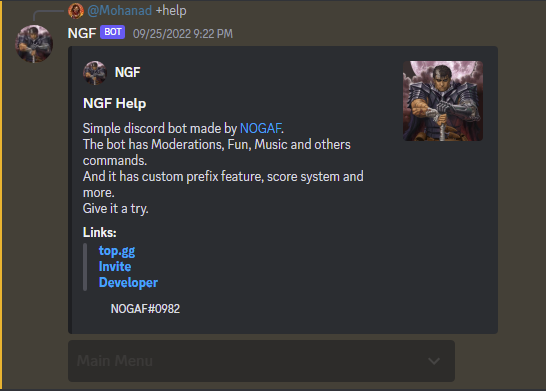 @Mohanad +help
NGF BOT 09/25/2022 9:22 PM
NGF
NGF Help
Simple discord bot made by NOGAF.
The bot has Moderations, Fun, Music and others
commands.
And it has custom prefix feature, score system and
more.
Give it a try.
Links:
top.gg
Invite
Developer
NOGAF#0982
Main Menu